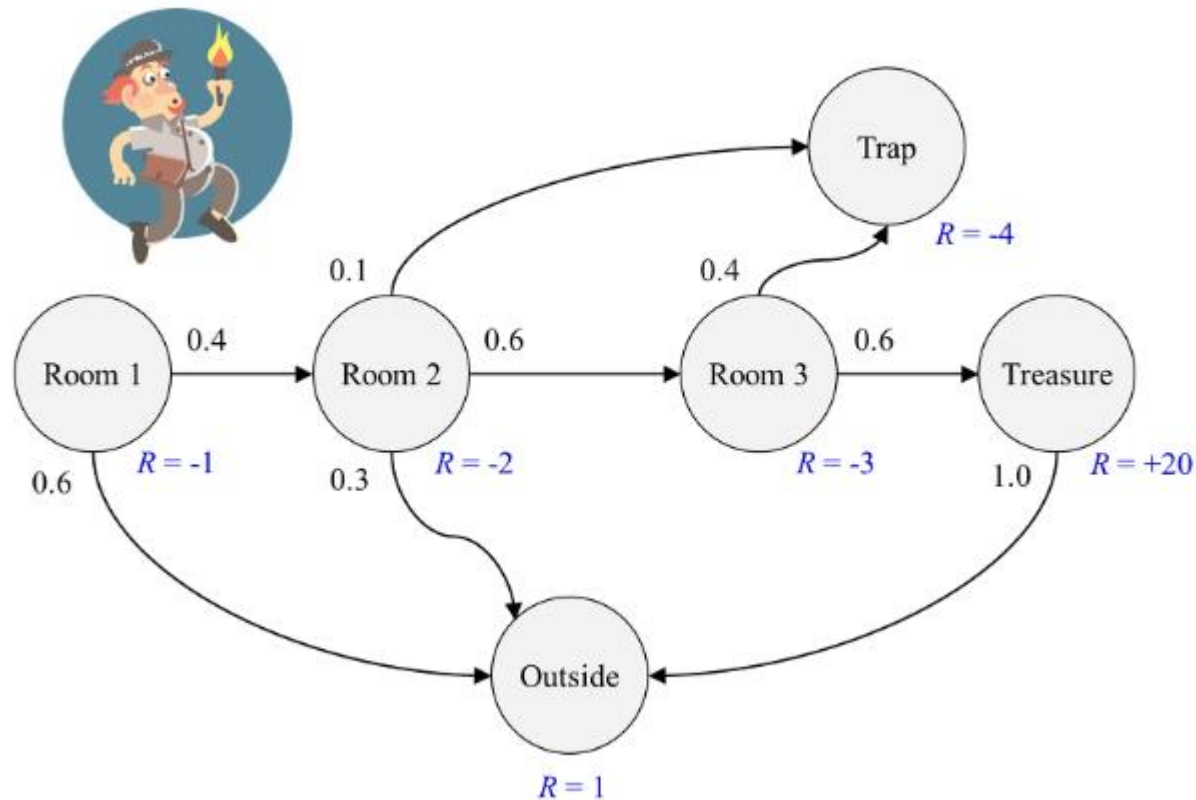 Trap
R = -4
0.1
0.4
Room 1
0.4
Room 2
0.6
Room 3
0.6
Treasure
R = -1
R = -2
R = -3
R = +20
0.6
0.3
1.0
Outside
R = 1